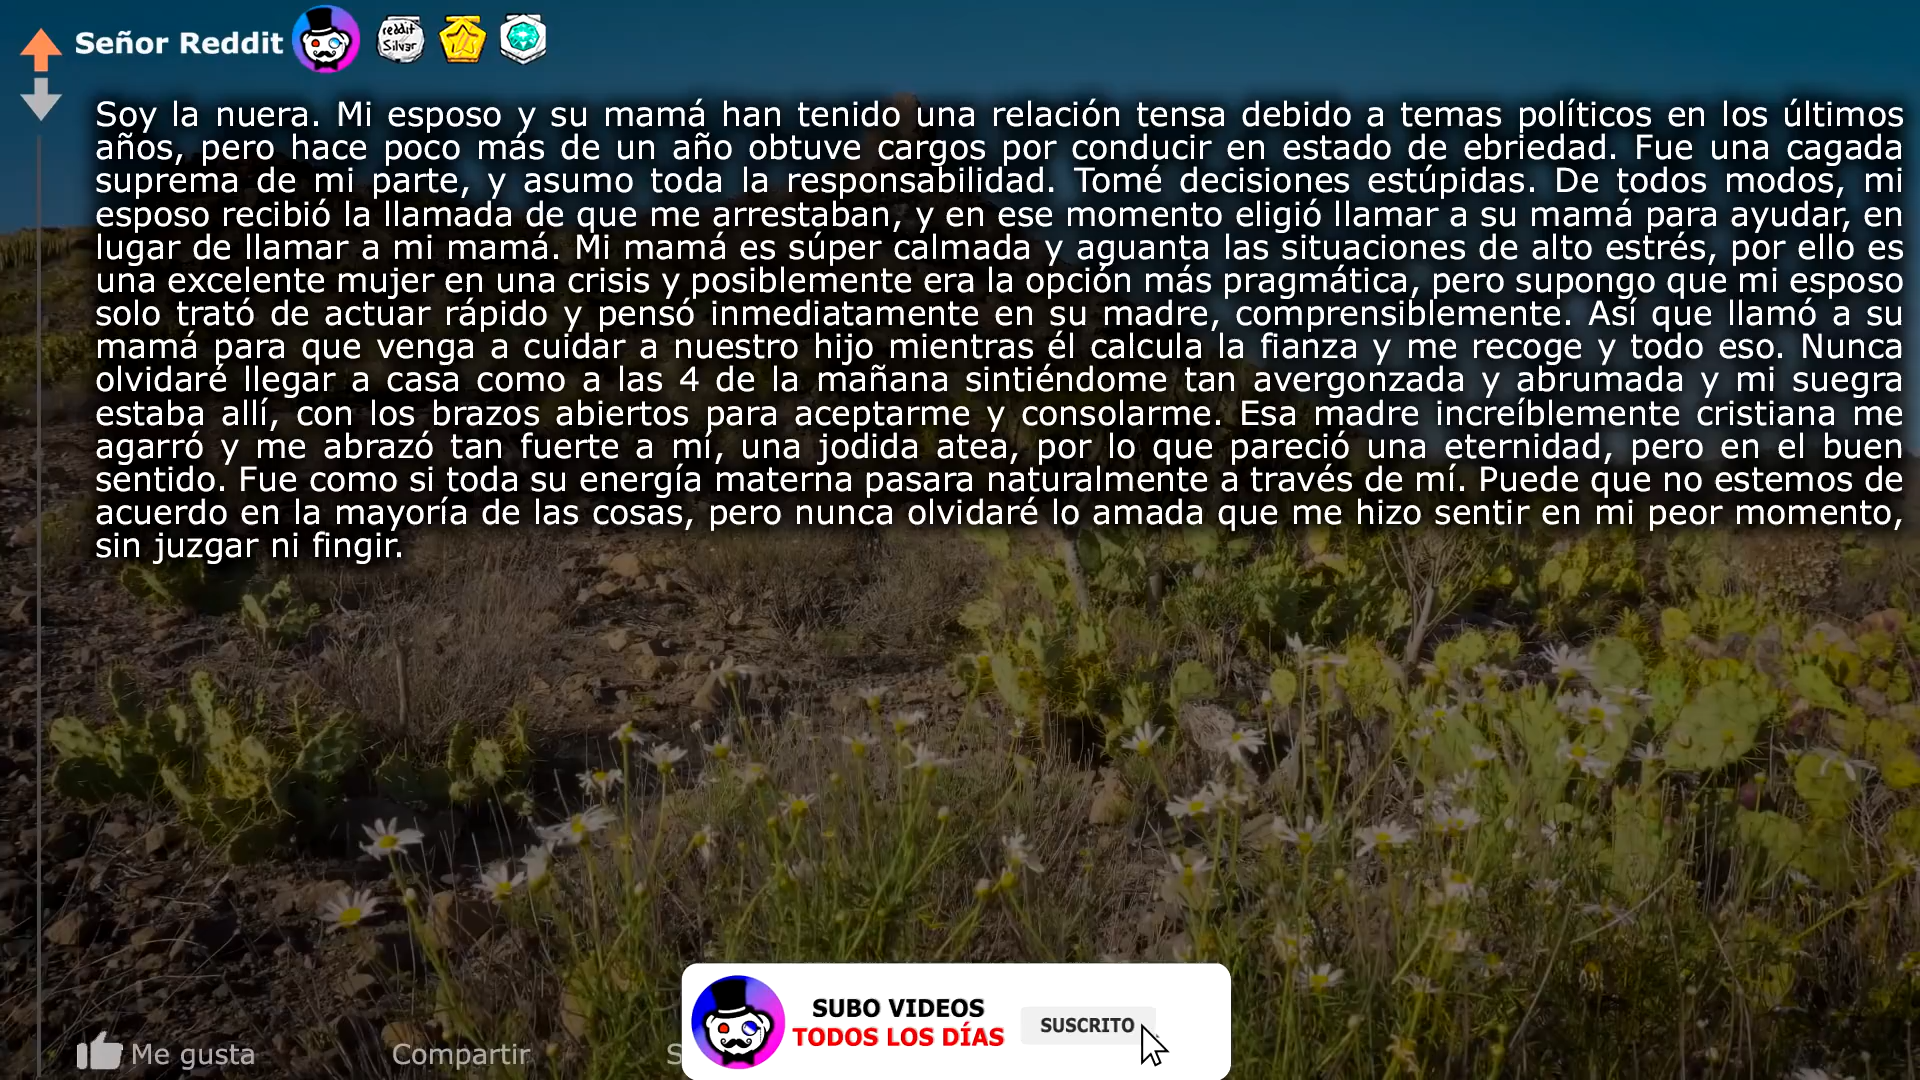 Señor Reddit
reddit
Silver
Soy la nuera. Mi esposo y su mamá han tenido una relación tensa debido a temas políticos en los últimos
años, pero hace poco más de un año obtuve cargos por conducir en estado de ebriedad. Fue una cagada
suprema de mi parte, y asumo toda la responsabilidad. Tomé decisiones estúpidas. De todos modos, mi
esposo recibió la llamada de que me arrestaban, y en ese momento eligió llamar a su mamá para ayudar, en
lugar de llamar a mi mamá. Mi mamá es súper calmada y aguanta las situaciones de alto estrés, por ello es
una excelente mujer en una crisis y posiblemente era la opción más pragmática, pero supongo que mi esposo
solo trató de actuar rápido y pensó inmediatamente en su madre, comprensiblemente. Así que llamó a su
mamá para que venga a cuidar a nuestro hijo mientras él calcula la fianza y me recoge y todo eso. Nunca
olvidaré llegar a casa como a las 4 de la mañana sintiéndome tan avergonzada y abrumada y mi suegra
estaba allí, con los brazos abiertos para aceptarme y consolarme. Esa madre increíblemente cristiana me
agarró y me abrazó tan fuerte a mí, una jodida atea, por lo que pareció una eternidad, pero en el buen
sentido. Fue como si toda su energía materna pasara naturalmente a través de mí. Puede que no estemos de
acuerdo en la mayoría de las cosas, pero nunca olvidaré lo amada que me hizo sentir en mi peor momento,
sin juzgar ni fingir.
SUBO VIDEOS
TODOS LOS DÍAS
SUSCRITO
Me gusta Compartir